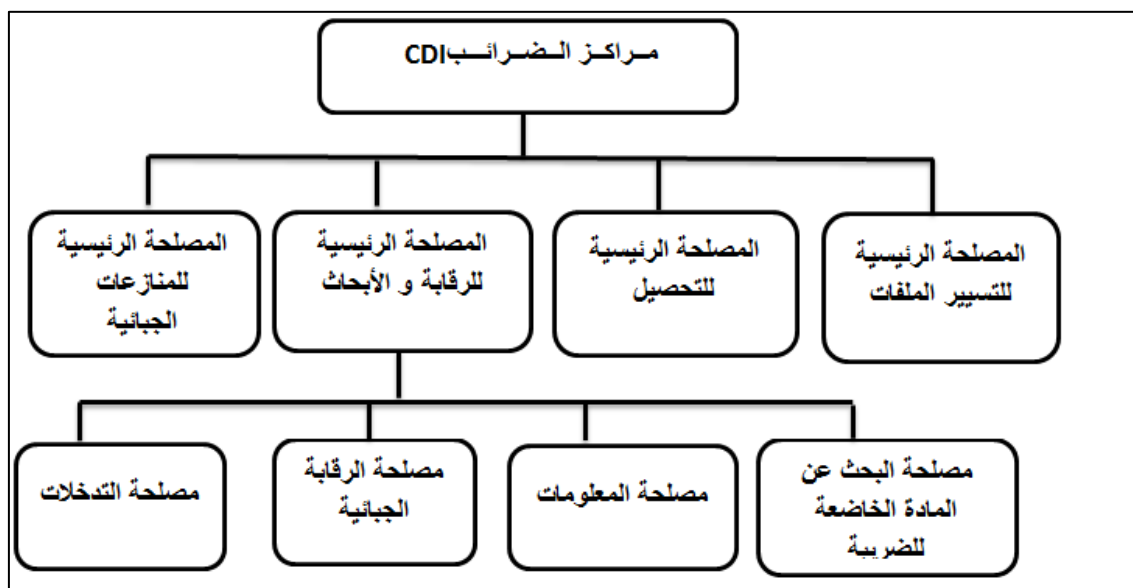 مراكز الضرائب CDI
المصلحة الرئيسية
للتسيير الملفات
المصلحة الرئيسية
للتحصيل
المصلحة الرئيسية
للرقابة و الأبحاث
المصلحة الرئيسية
للمنازعات
الجبائية
مصلحة البحث عن
المادة الخاضعة
للضريبة
مصلحة المعلومات
مصلحة الرقابة
الجبائية
مصلحة التدخلات